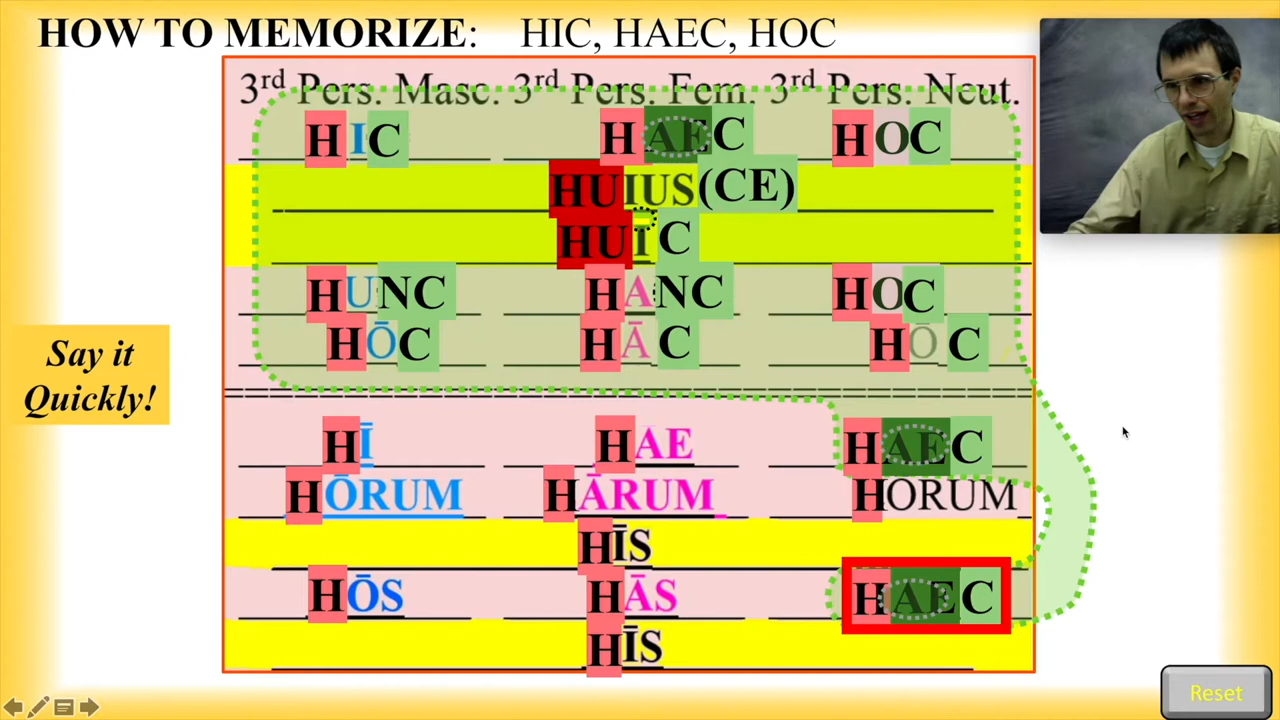 HOW TO MEMORIZE: HIC, HAEC, HOC
3rd Pers. Masc. 3rd Pers. Fem. 3rd Pers. Neut.
HIC HAEC HOC
HUIUS(CE)
HUIC
HUNC HANC HOC
HŌC HĀC HŌC
Say it
Quickly!
HĪ HAE HAEC
HŌRUM HĀRUM HORUM
HĪS
HŌS HĀS HAEC
HĪS
Reset